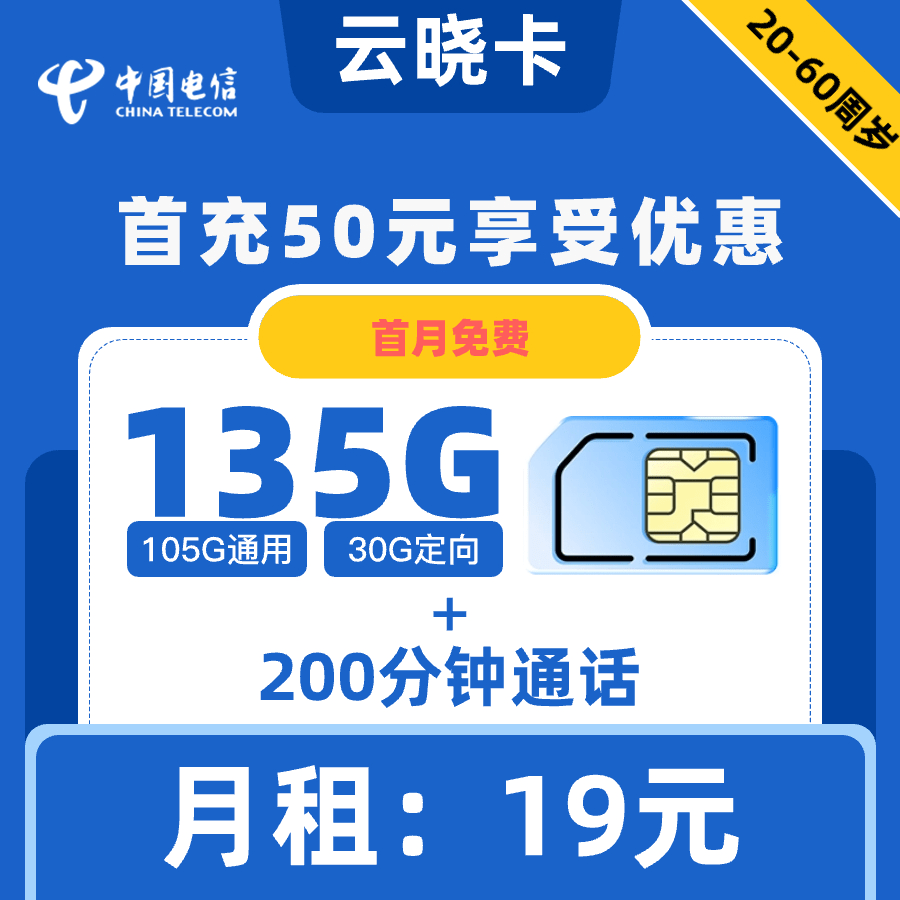 云晓卡
中国电信
CHINA TELECOM
20-60周岁
首充50元享受优惠
首月免费
135G
105G通用
30G定向
+
200分钟通话
月租：19元